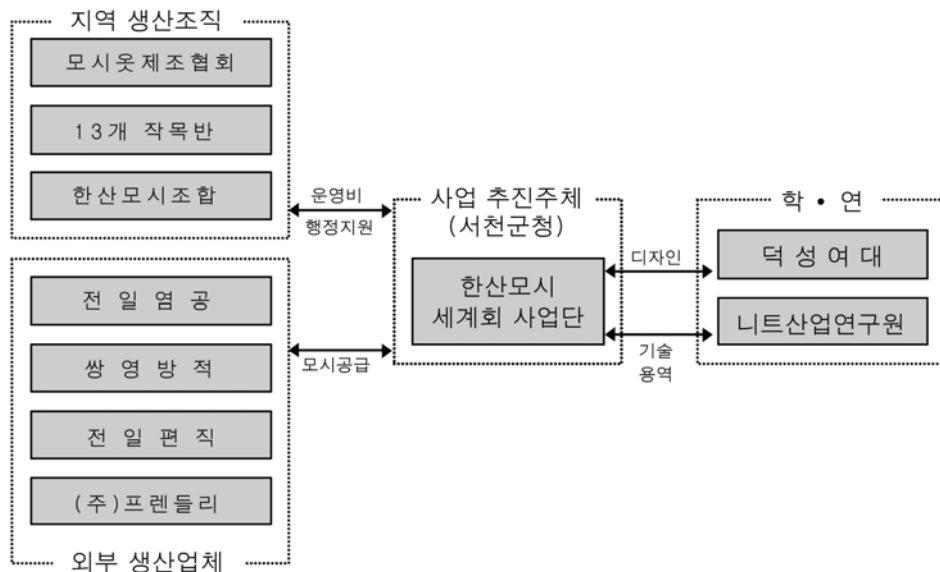 지역 생산조직
모시옷제조협회
13개 작목반
한산모시조합
운영비
행정지원
전일염공
쌍영방적
전일편직
(주)프렌들리
외부 생산업체
모시공급
사업 추진주체
(서천군청)
한산모시
세계회 사업단
디자인
기술
용역
학 • 연
덕성여대
니트산업연구원